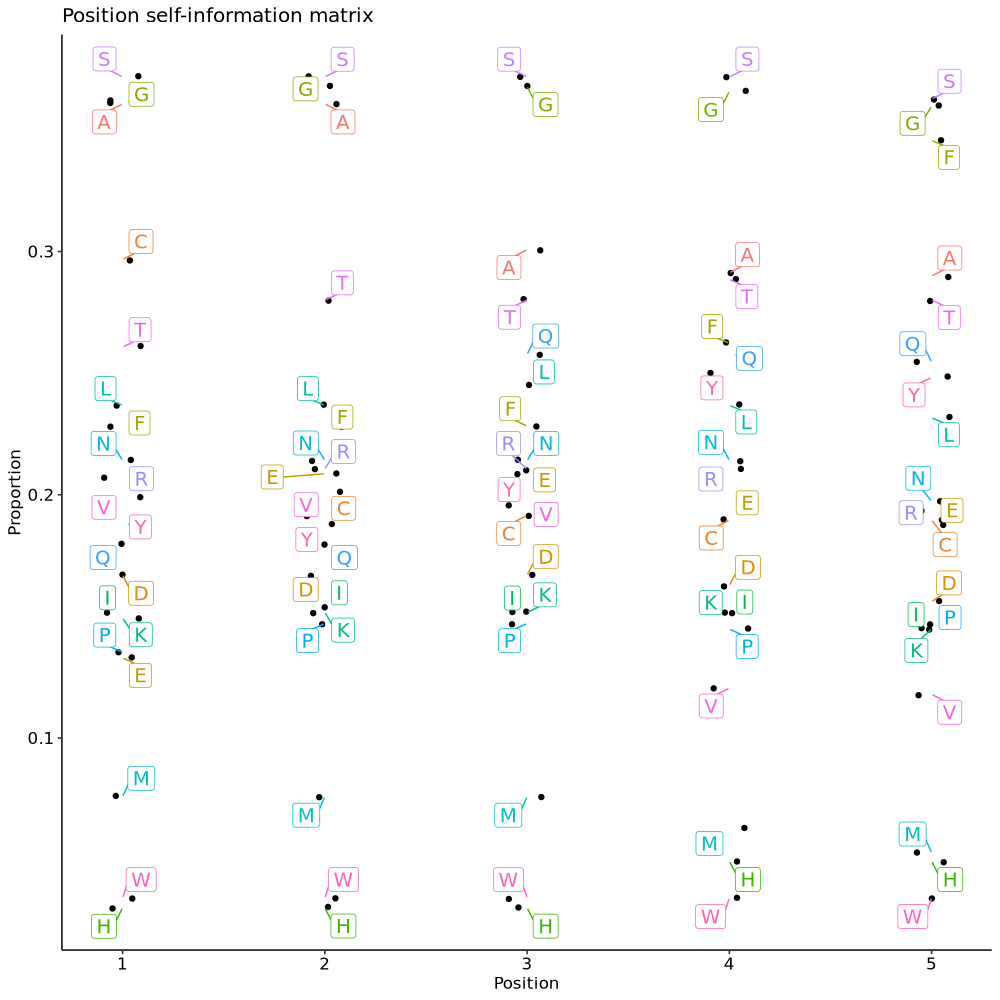 Position self-information matrix
S S S S
G G G G S
A A G F
C
A A A
T T T T T
F Q Q Q
L L L Y Y
F F F L L
N R N R N N N
V E C Y E R E R E
Y V C V C C
Q Y Q D D D
I D D I I K K I I P
P K P K P P K
E V V
M M M M M
W W W H H
H H H W W
0.3
0.2
0.1
Proportion
1 2 3 4 5
Position